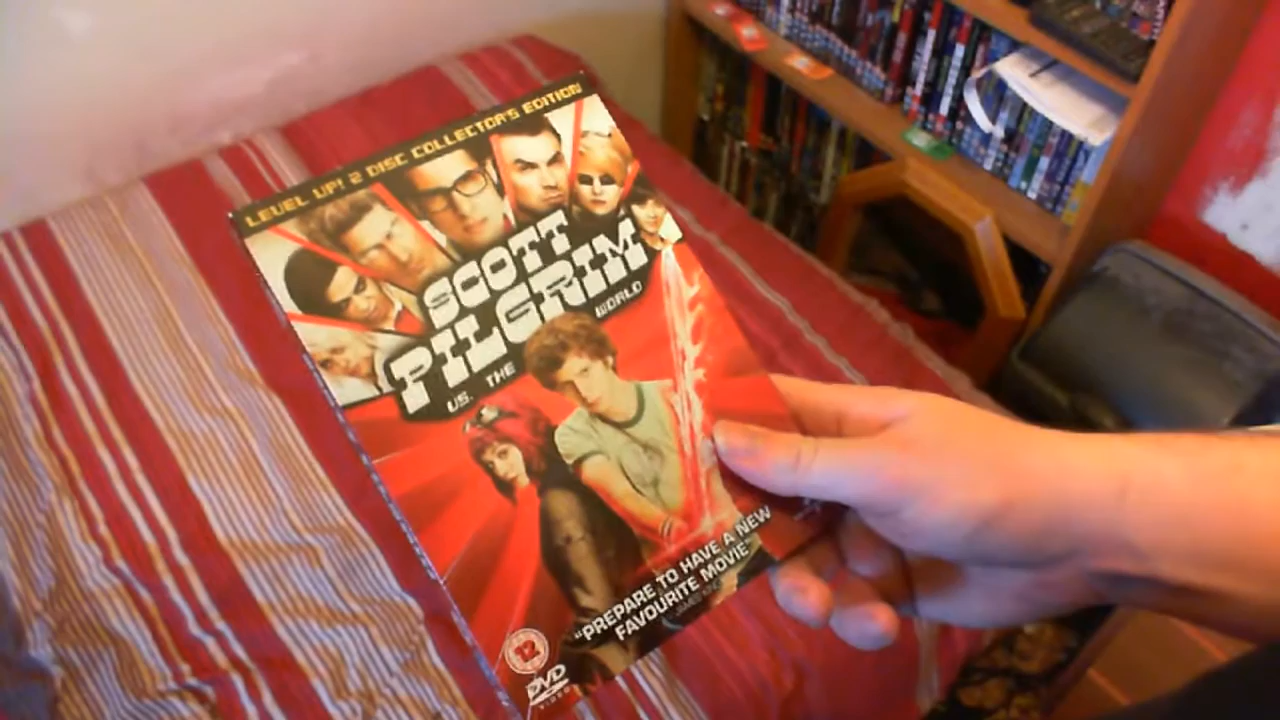 LEVEL UP! 2 DISC COLLECTOR'S EDITION
SCOTT
PILGRIM
VS. THE WORLD
"PREPARE TO HAVE A NEW
FAVOURITE MOVIE"
12
DVD
VIDEO